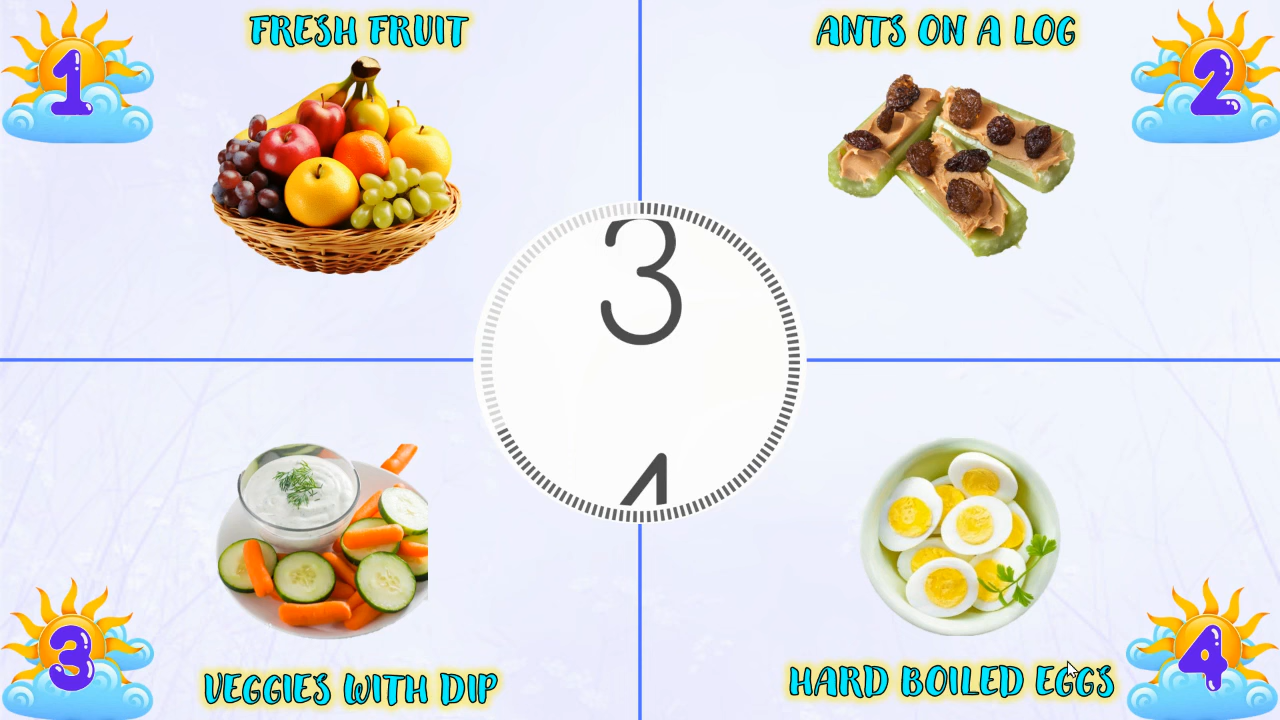 FRESH FRUIT
1
ANTS ON A LOG
2
3
VEGGIES WITH DIP
3
HARD BOILED EGGS
4